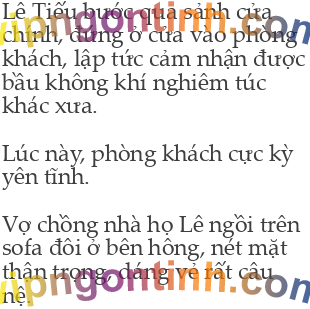 Lê Tiếu bước qua sảnh cửa
chính, đứng ở cửa vào phòng
khách, lập tức cảm nhận được
bầu không khí nghiêm túc
khác xưa.
Lúc này, phòng khách cực kỳ
yên tĩnh.
Vợ chồng nhà họ Lê ngồi trên
sofa đôi ở bên hông, nét mặt
thận trọng, dáng vẻ rất câu
nệ.
vipngontinh.com
vipngontinh.com